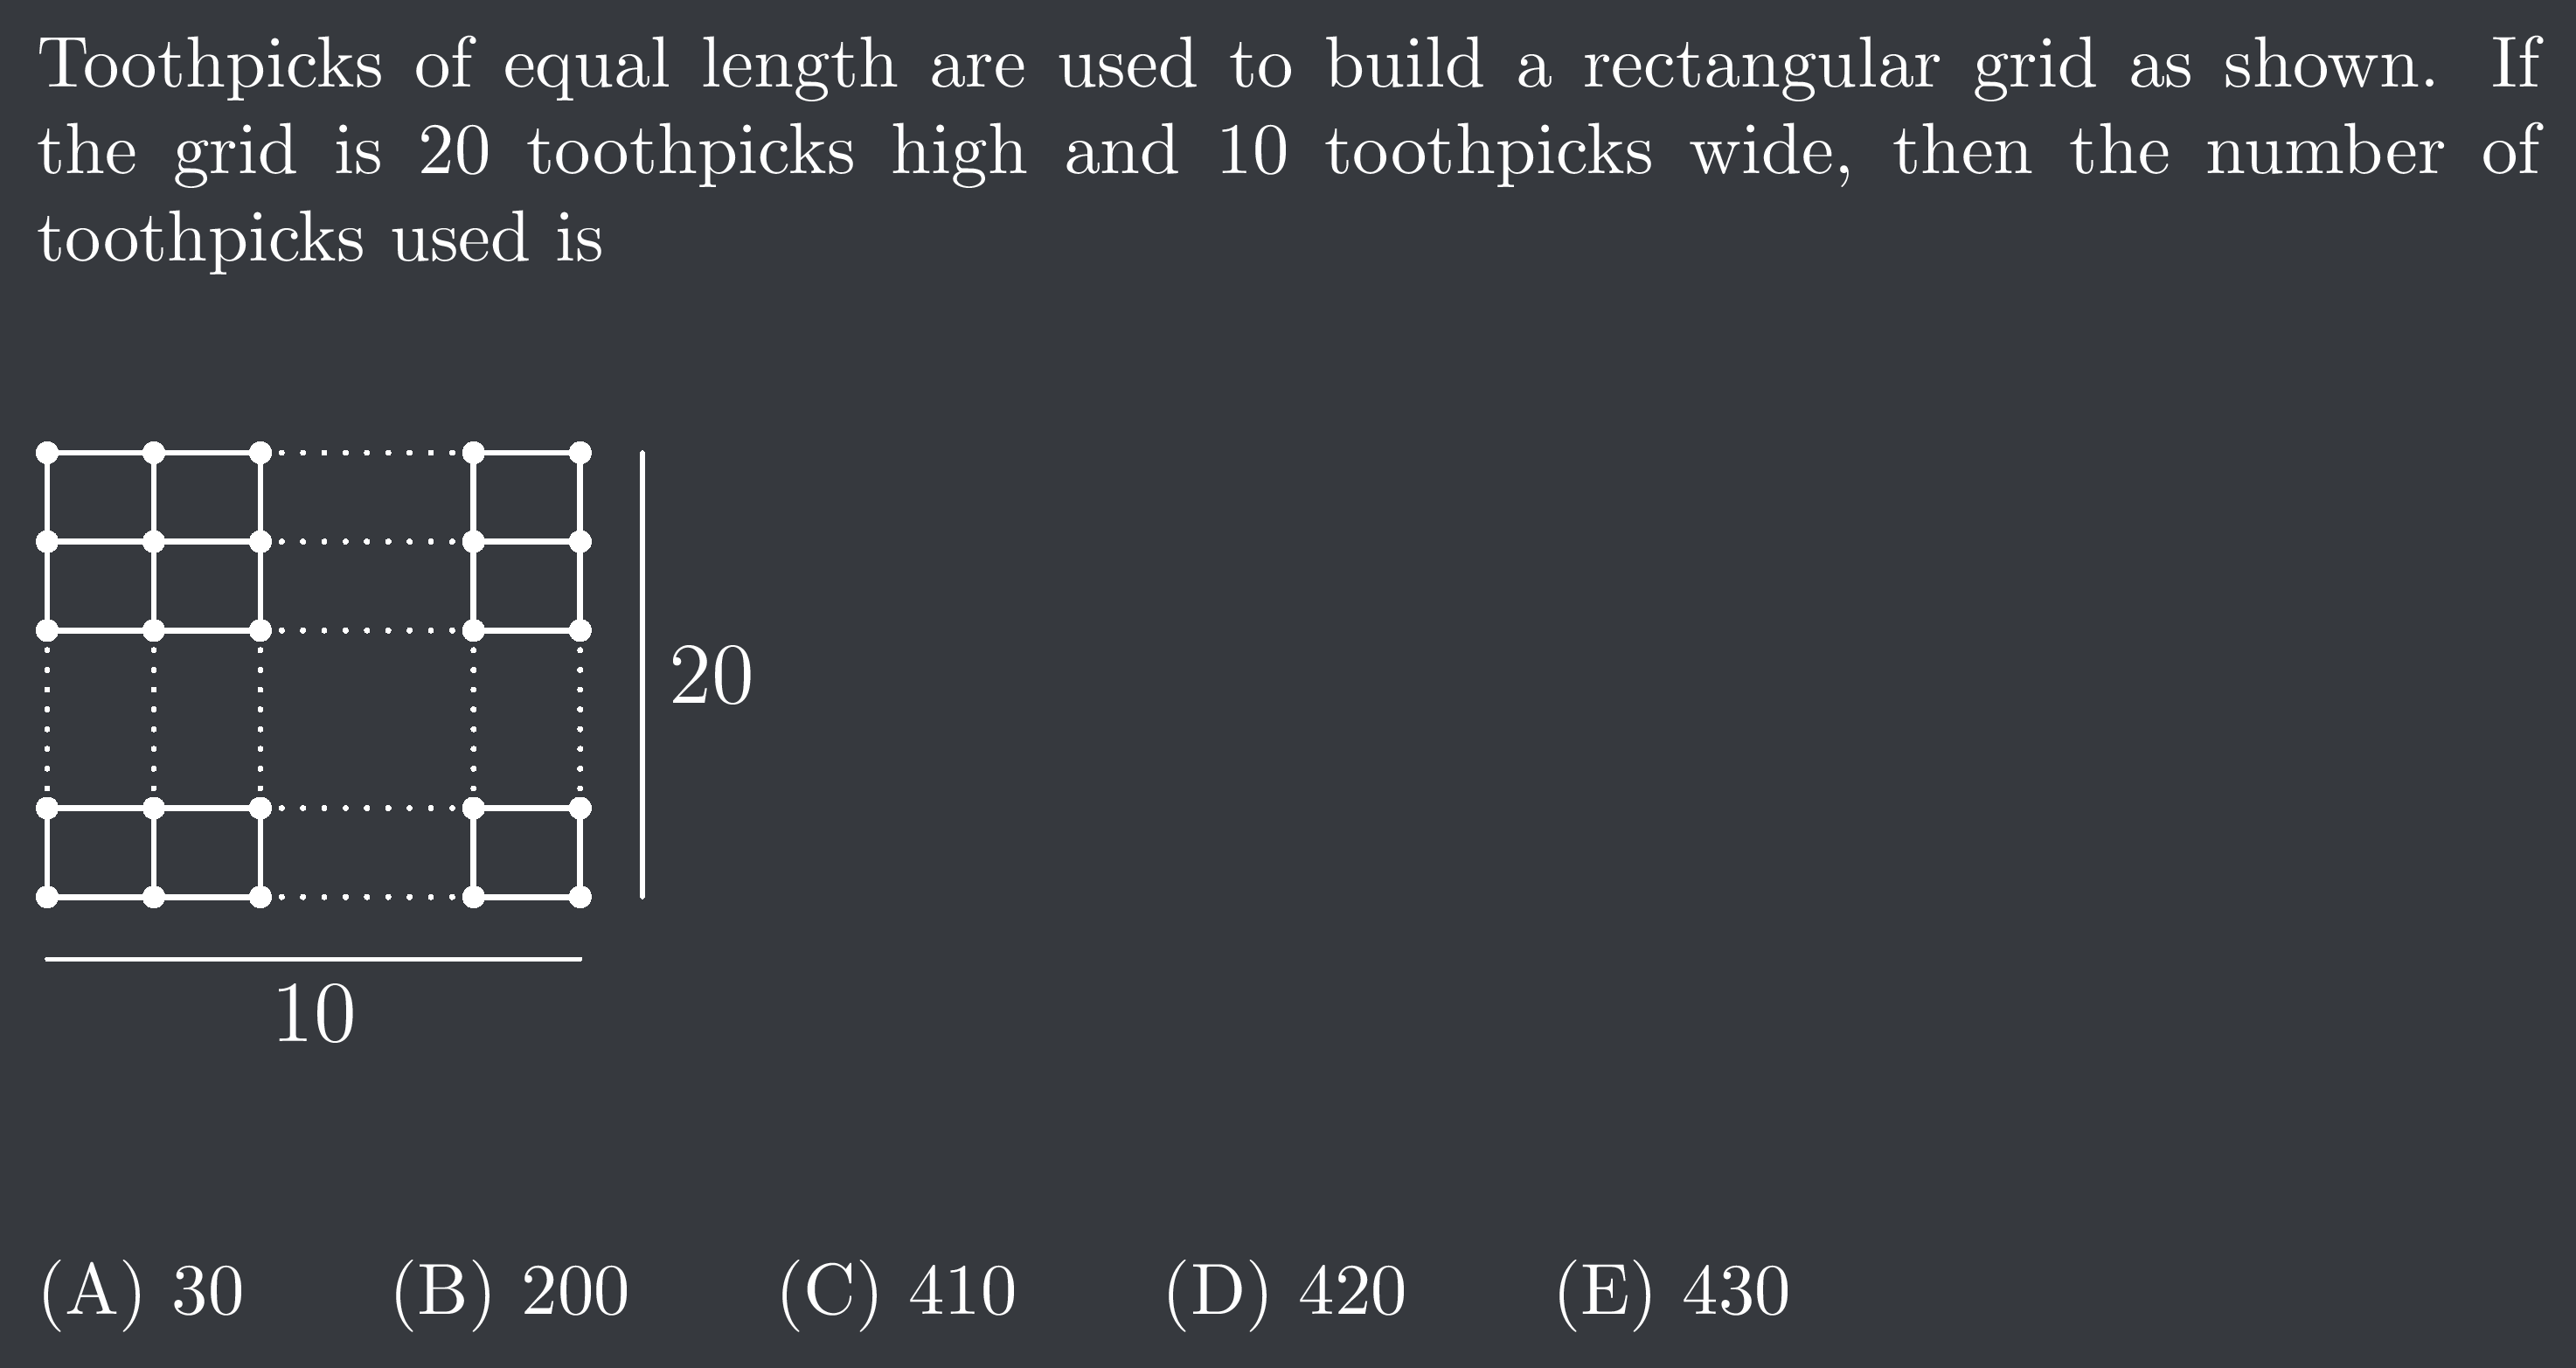 Toothpicks of equal length are used to build a rectangular grid as shown. If
the grid is 20 toothpicks high and 10 toothpicks wide, then the number of
toothpicks used is
20
10
(A) 30 (B) 200 (C) 410 (D) 420 (E) 430